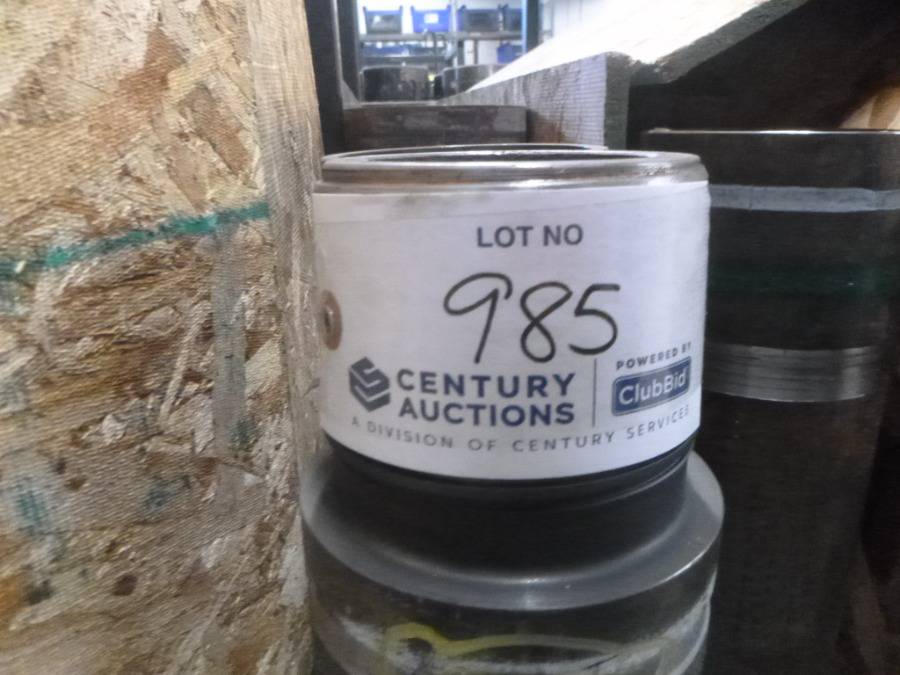 LOT NO
985
CENTURY
AUCTIONS
POWERED BY
ClubBid
A DIVISION OF CENTURY SERVICES